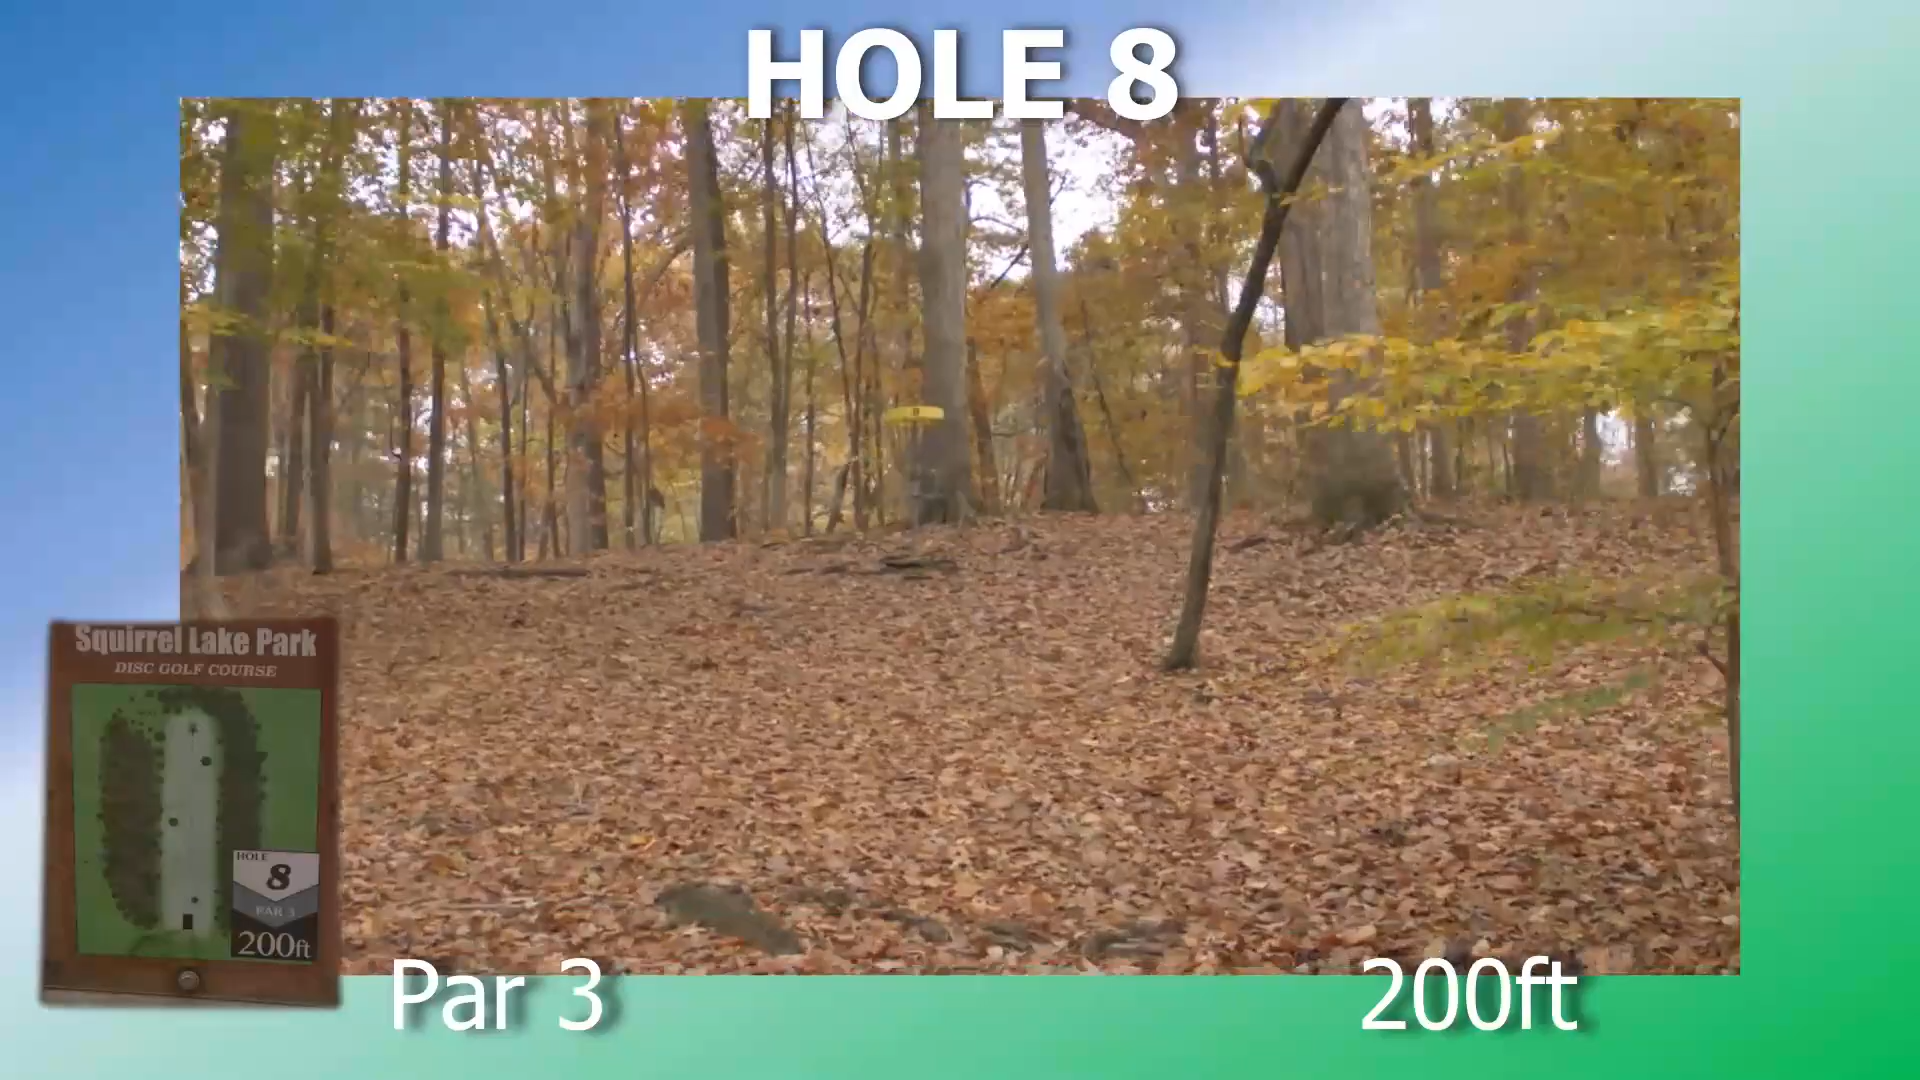 HOLE 8
Squirrel Lake Park
DISC GOLF COURSE
HOLE
8
PAR 3
200ft
Par 3
200ft